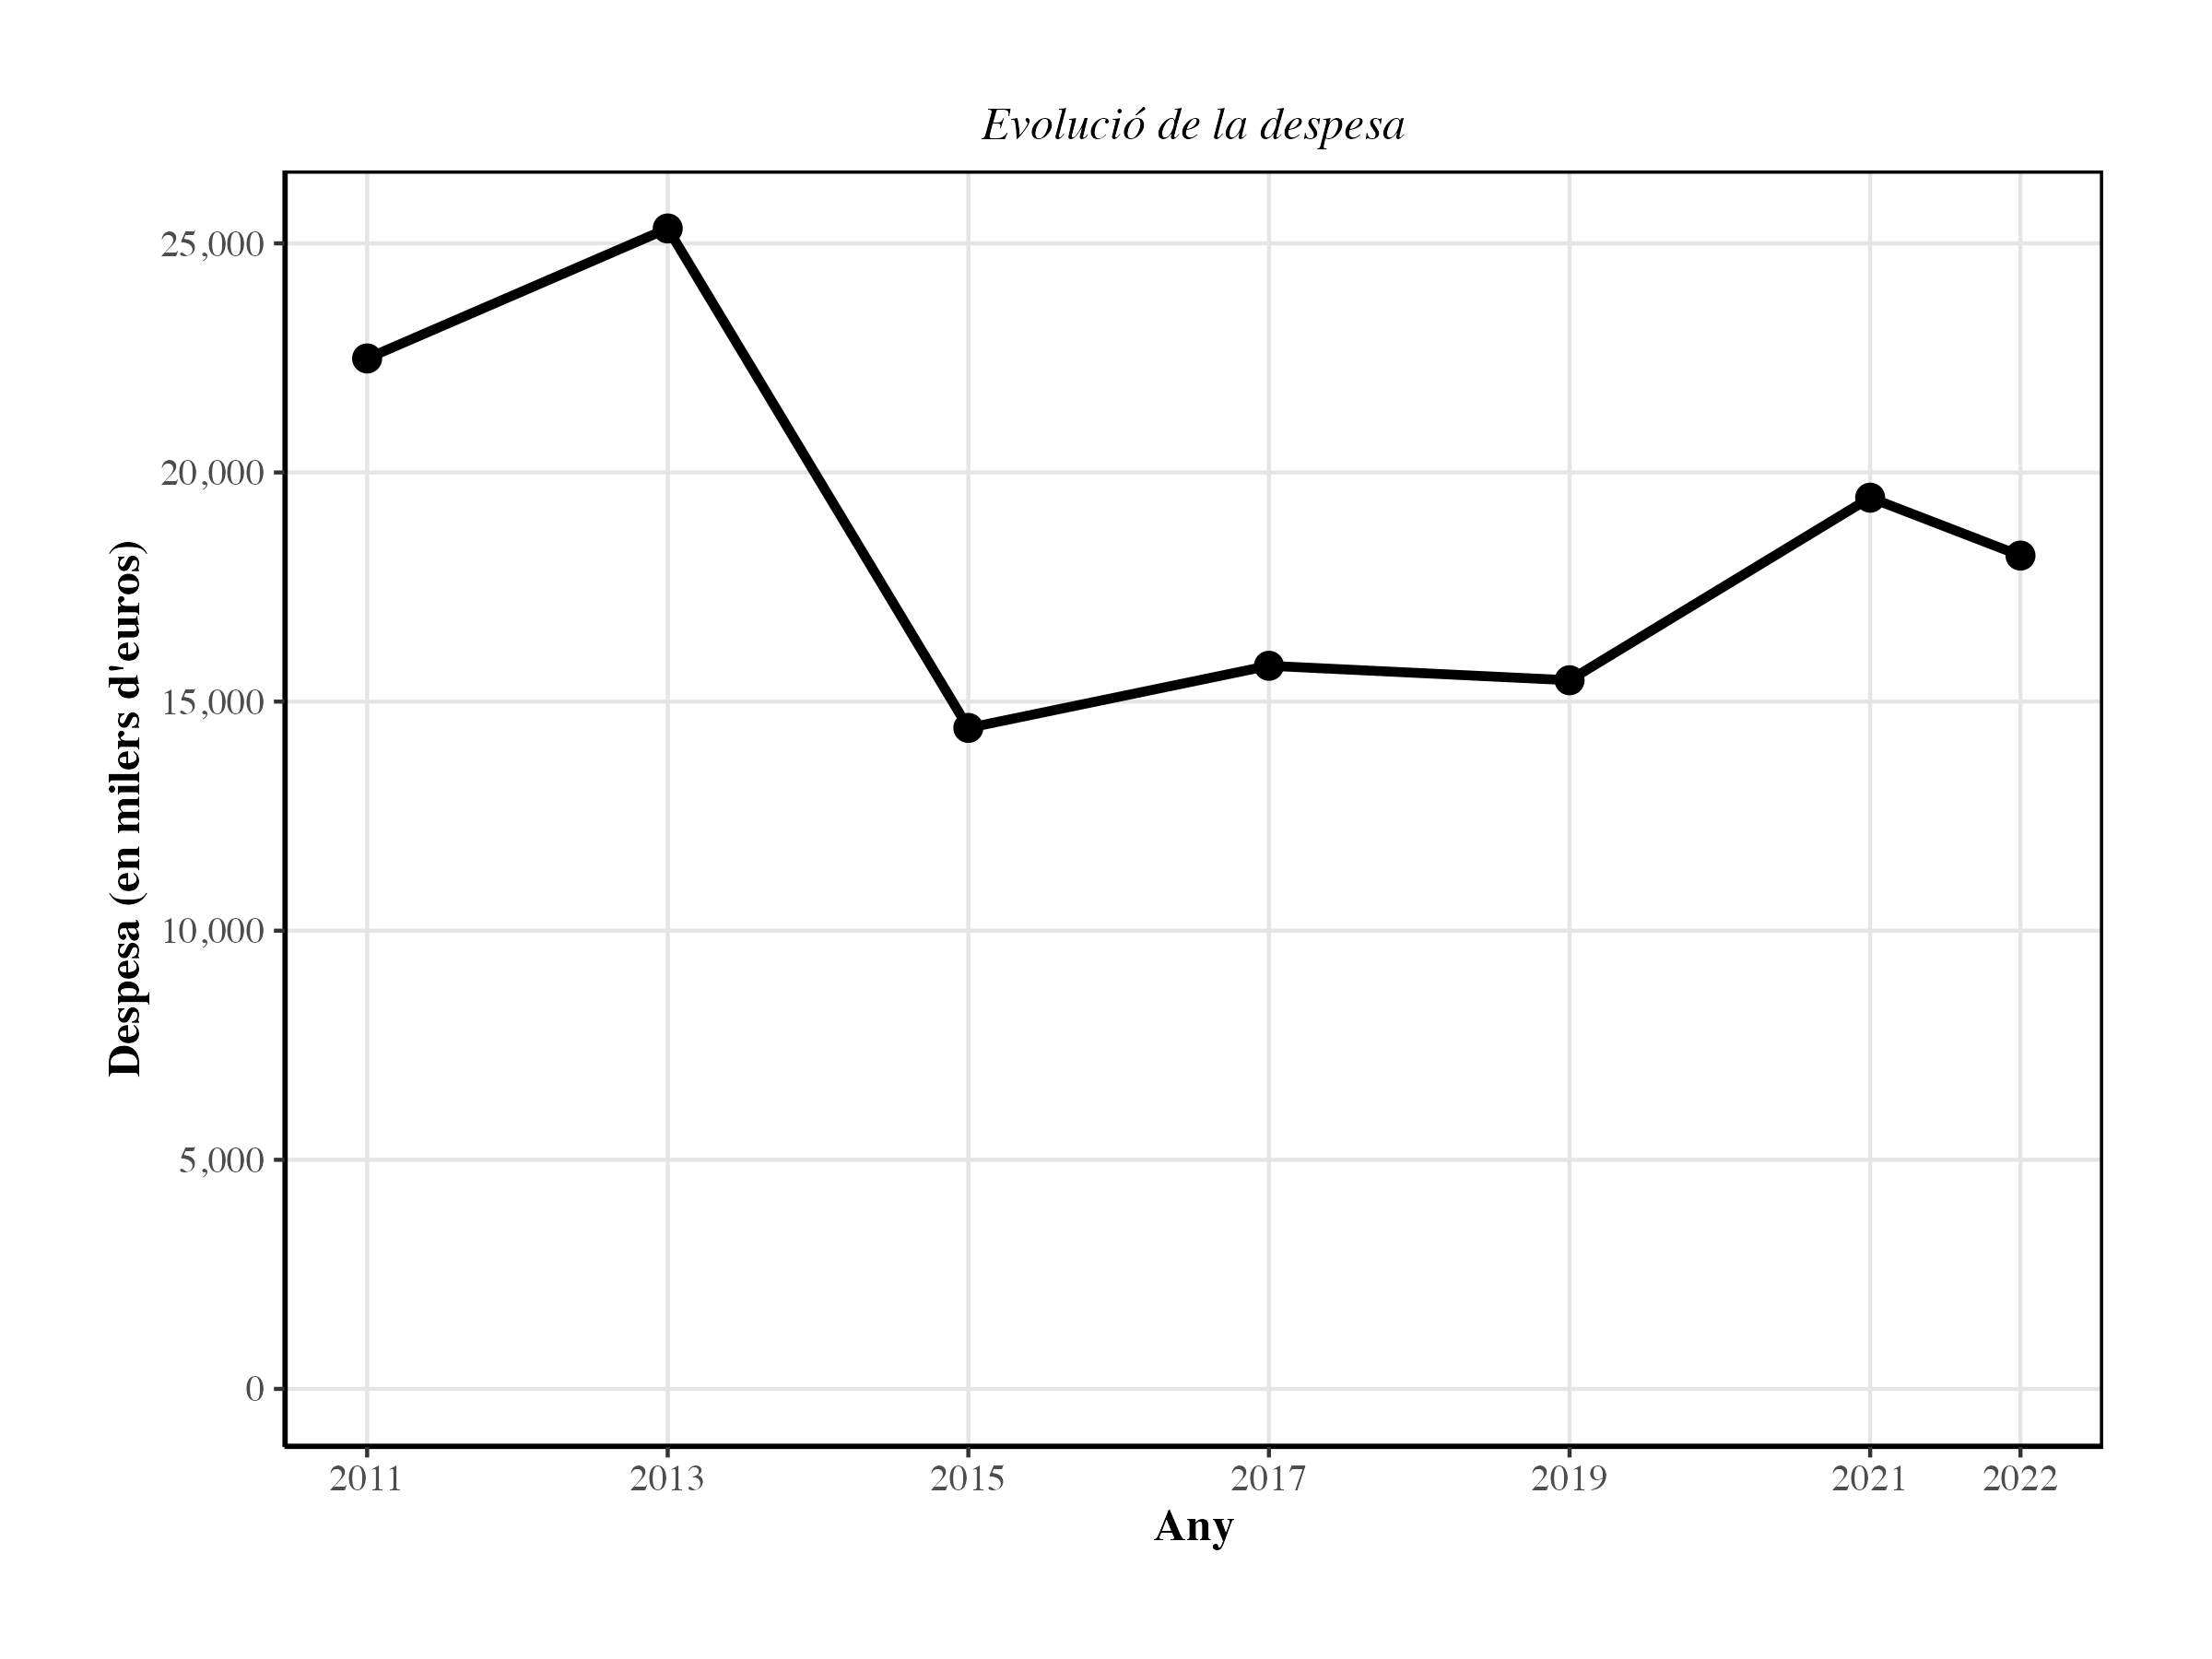 Evolució de la despesa
Despesa (en milers d'euros)
25,000
20,000
15,000
10,000
5,000
0
2011 2013 2015 2017 2019 2021 2022
Any